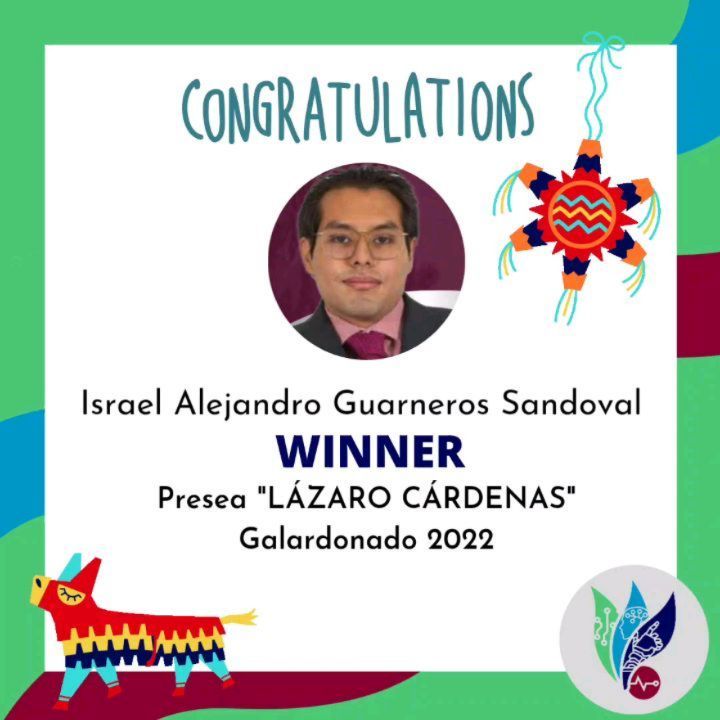 CONGRATULATIONS
Israel Alejandro Guarneros Sandoval
WINNER
Presea "LÁZARO CÁRDENAS"
Galardonado 2022